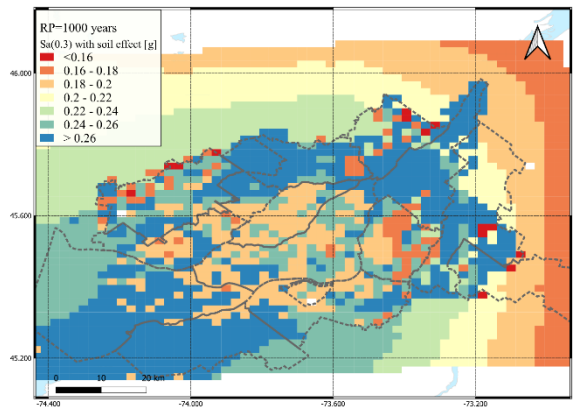 RP=1000 years
Sa(0.3) with soil effect [g]
<0.16
0.16 - 0.18
0.18 - 0.2
0.2 - 0.22
0.22 - 0.24
0.24 - 0.26
> 0.26
46.000
45.600
45.200
0 10 20 km
-74.400 -74.000 -73.600 -73.200